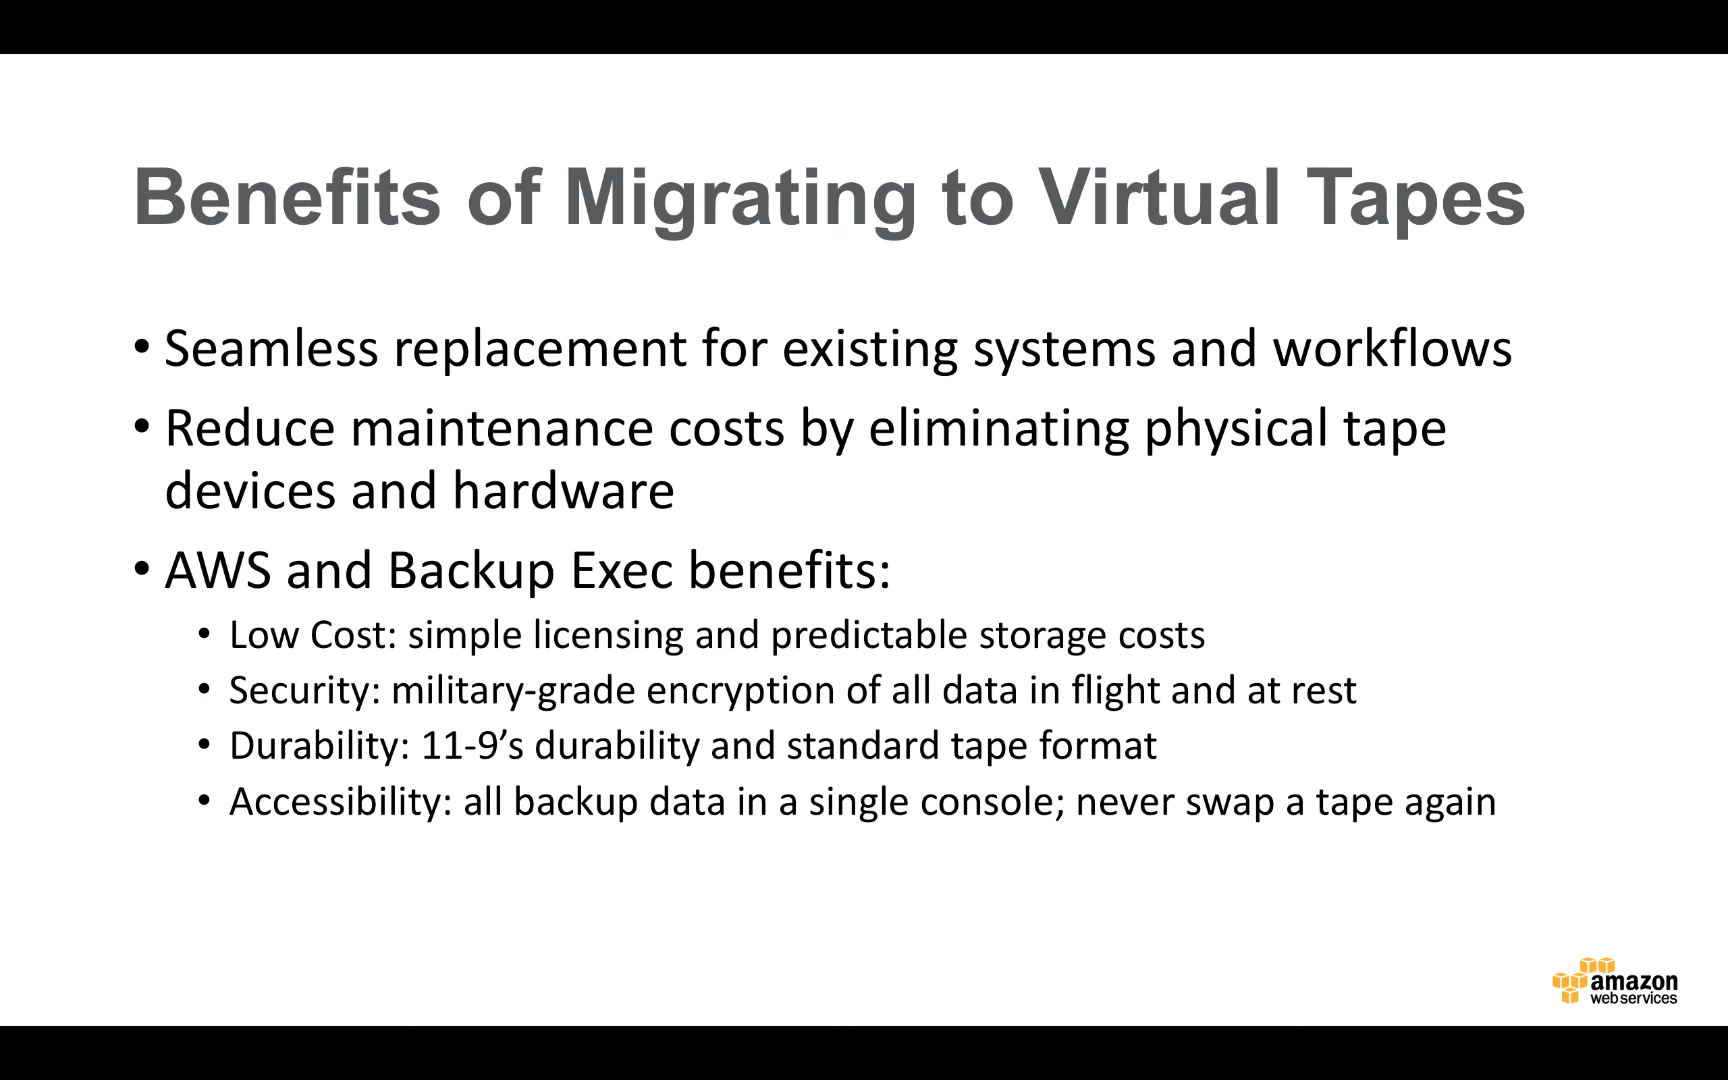 Benefits of Migrating to Virtual Tapes
• Seamless replacement for existing systems and workflows
• Reduce maintenance costs by eliminating physical tape
devices and hardware
• AWS and Backup Exec benefits:
• Low Cost: simple licensing and predictable storage costs
• Security: military-grade encryption of all data in flight and at rest
• Durability: 11-9’s durability and standard tape format
• Accessibility: all backup data in a single console; never swap a tape again
amazon
webservices